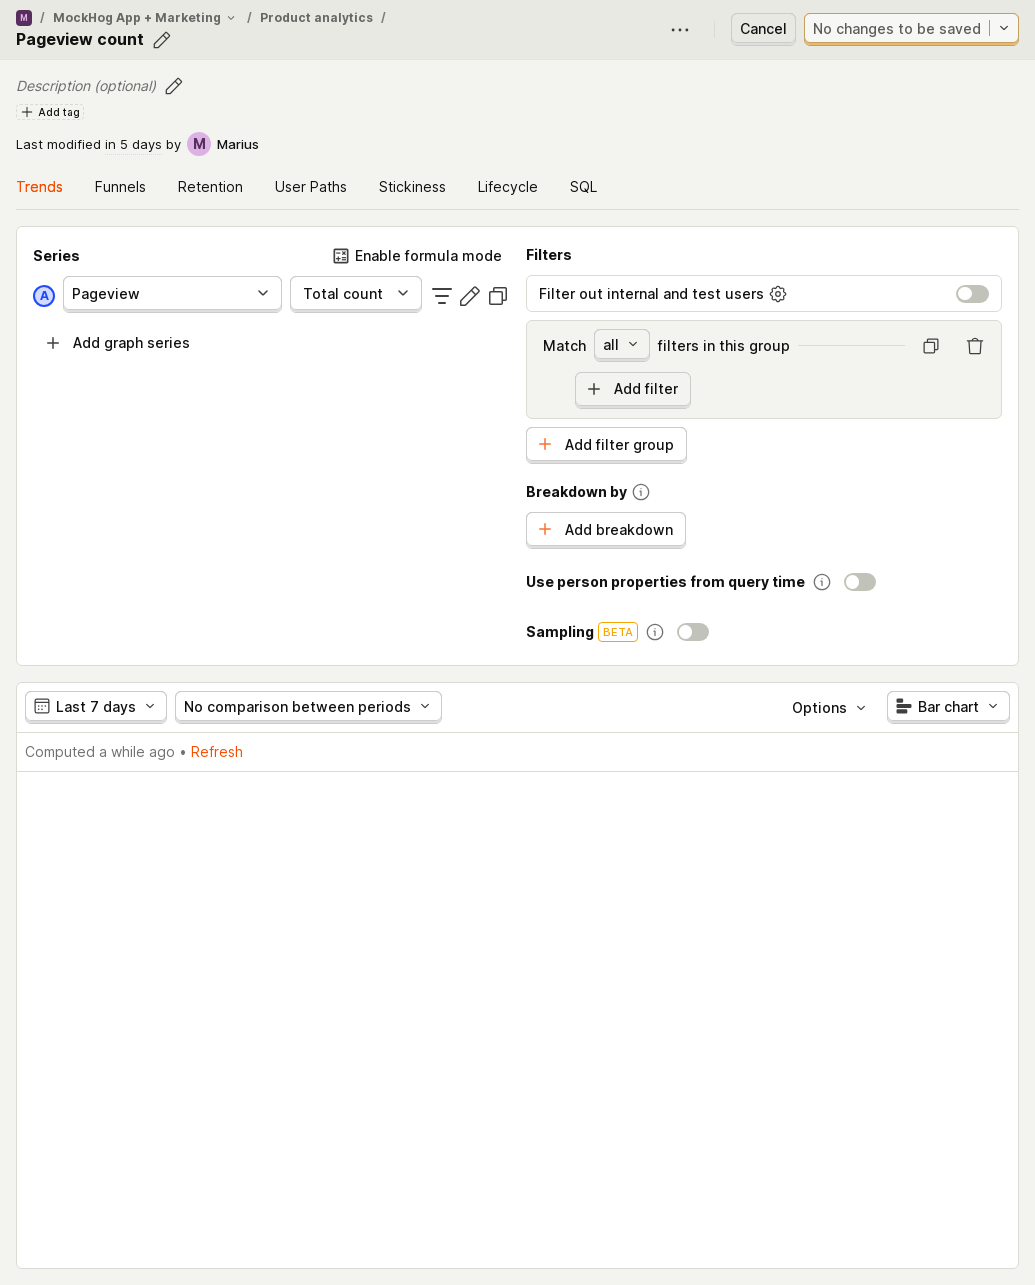 M / MockHog App + Marketing / Product analytics /
Pageview count
Cancel
No changes to be saved
Description (optional)
Add tag
Last modified in 5 days by M Marius
Trends Funnels Retention User Paths Stickiness Lifecycle SQL
Series
Enable formula mode
A Pageview Total count
Add graph series
Filters
Filter out internal and test users
Match all filters in this group
Add filter
Add filter group
Breakdown by
Add breakdown
Use person properties from query time
Sampling BETA
Last 7 days No comparison between periods Options Bar chart
Computed a while ago • Refresh